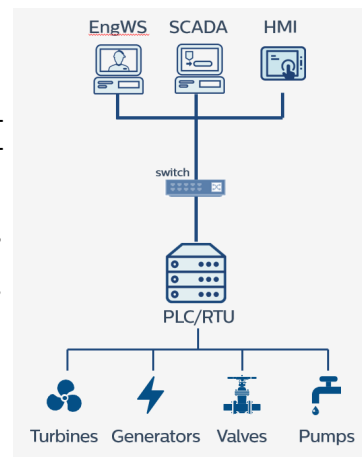 EngWS SCADA HMI
switch
PLC/RTU
Turbines Generators Valves Pumps